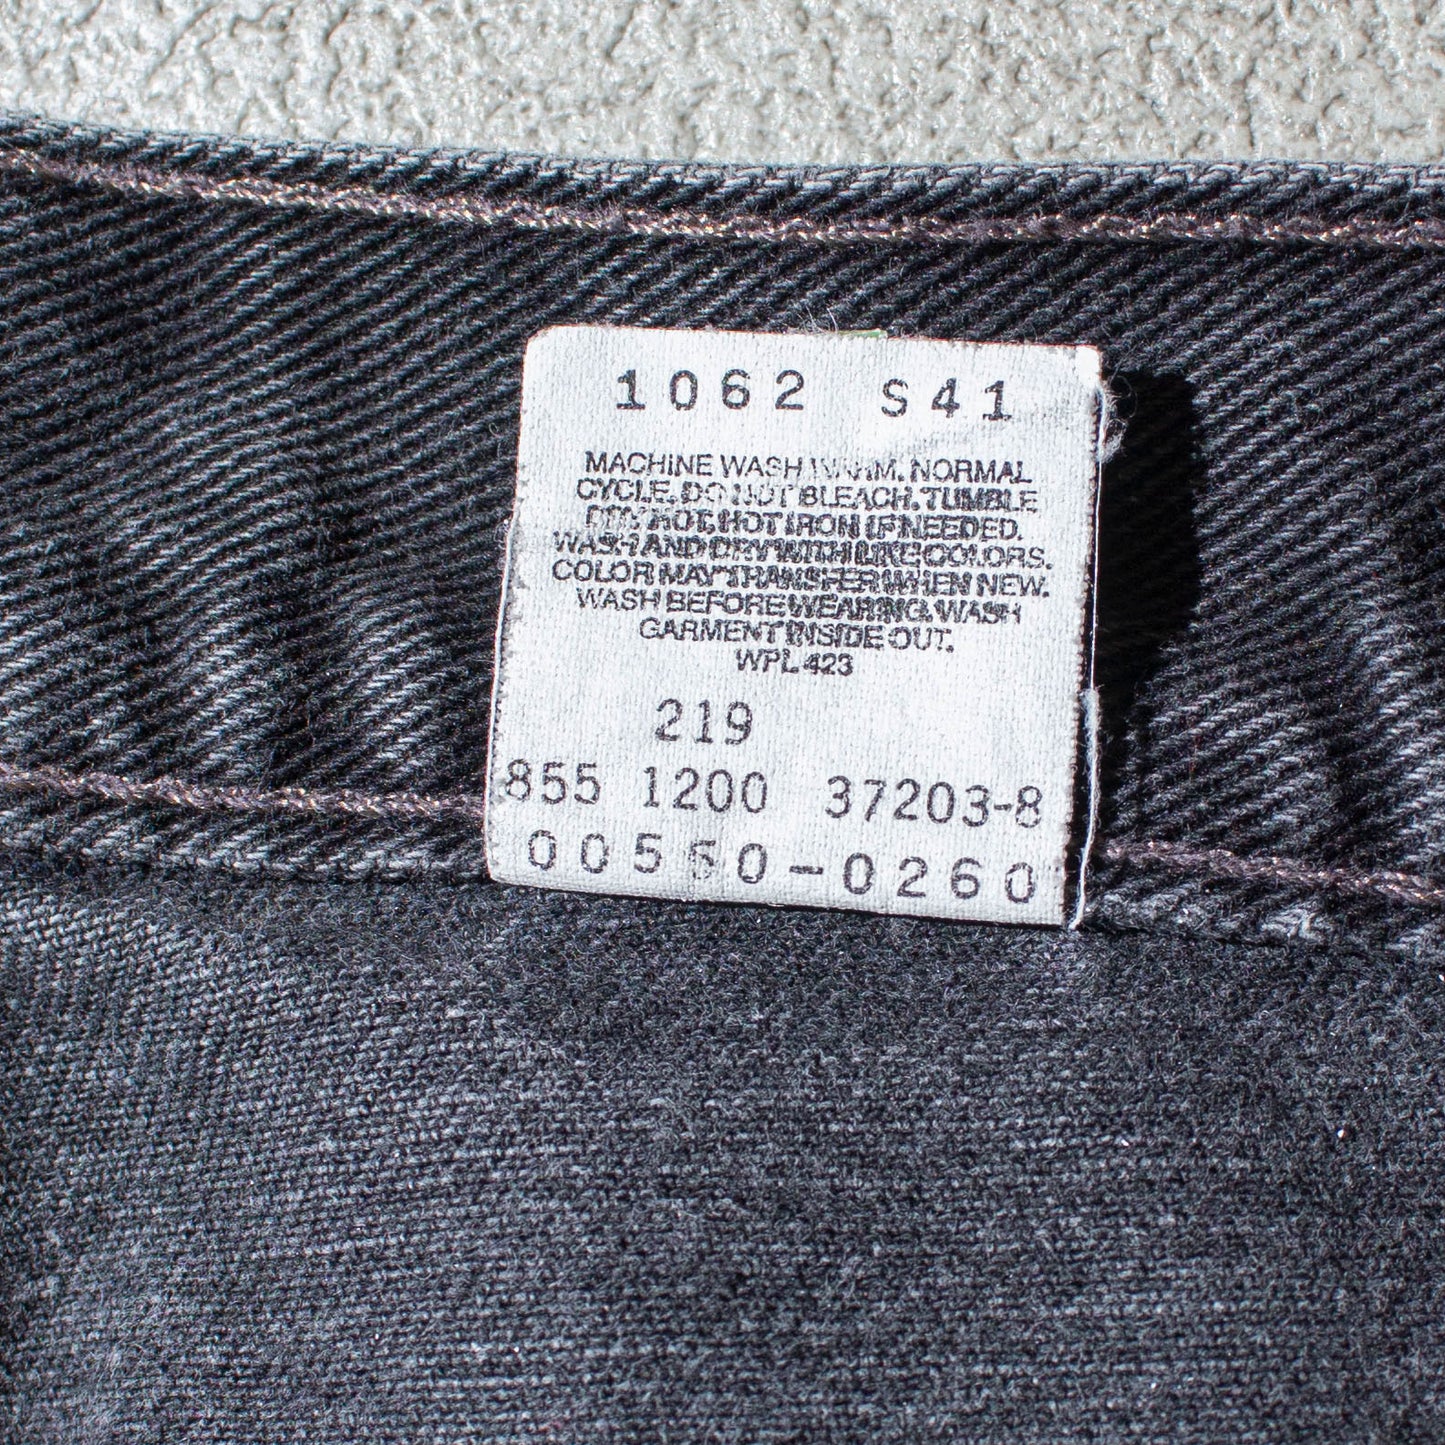 1062 S41
MACHINE WASH WARM. NORMAL
CYCLE. DO NOT BLEACH. TUMBLE
DRY HOT. HOT IRON IF NEEDED.
WASH AND DRY WITH LIKE COLORS.
COLOR MAY TRANSFER WHEN NEW.
WASH BEFORE WEARING. WASH
GARMENT INSIDE OUT.
WPL 423
219
855 1200 37203-8
00550-0260